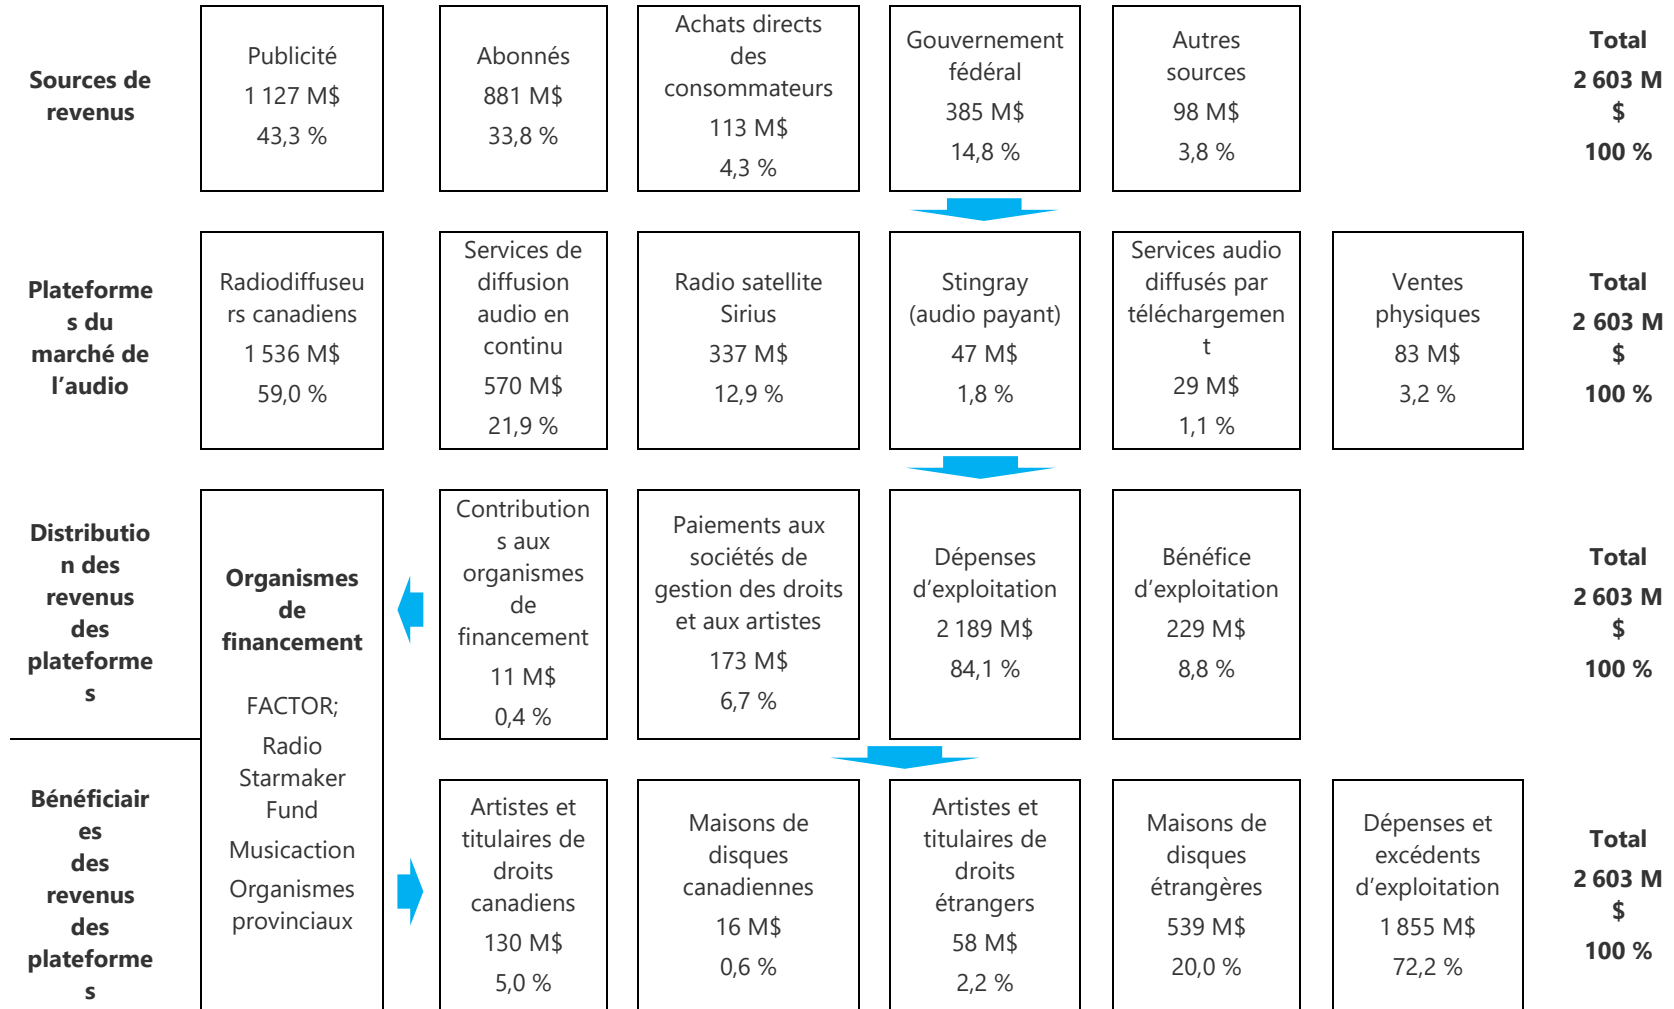 Sources de
revenus
Publicité
1 127 M$
43,3 %
Abonnés
881 M$
33,8 %
Achats directs
des
consommateurs
113 M$
4,3 %
Gouvernement
fédéral
385 M$
14,8 %
Autres
sources
98 M$
3,8 %
Total
2 603 M
$
100 %
Plateforme
s du
marché de
l’audio
Radiodiffuseu
rs canadiens
1 536 M$
59,0 %
Services de
diffusion
audio en
continu
570 M$
21,9 %
Radio satellite
Sirius
337 M$
12,9 %
Stingray
(audio payant)
47 M$
1,8 %
Services audio
diffusés par
téléchargemen
t
29 M$
1,1 %
Ventes
physiques
83 M$
3,2 %
Total
2 603 M
$
100 %
Distributio
n des
revenus
des
plateforme
s
Organismes
de
financement
FACTOR;
Radio
Starmaker
Fund
Musicaction
Organismes
provinciaux
Contribution
s aux
organismes
de
financement
11 M$
0,4 %
Paiements aux
sociétés de
gestion des droits
et aux artistes
173 M$
6,7 %
Dépenses
d’exploitation
2 189 M$
84,1 %
Bénéfice
d’exploitation
229 M$
8,8 %
Total
2 603 M
$
100 %
Bénéficiair
es
des
revenus
des
plateforme
s
Artistes et
titulaires de
droits
canadiens
130 M$
5,0 %
Maisons de
disques
canadiennes
16 M$
0,6 %
Artistes et
titulaires de
droits
étrangers
58 M$
2,2 %
Maisons de
disques
étrangères
539 M$
20,0 %
Dépenses et
excédents
d’exploitation
1 855 M$
72,2 %
Total
2 603 M
$
100 %